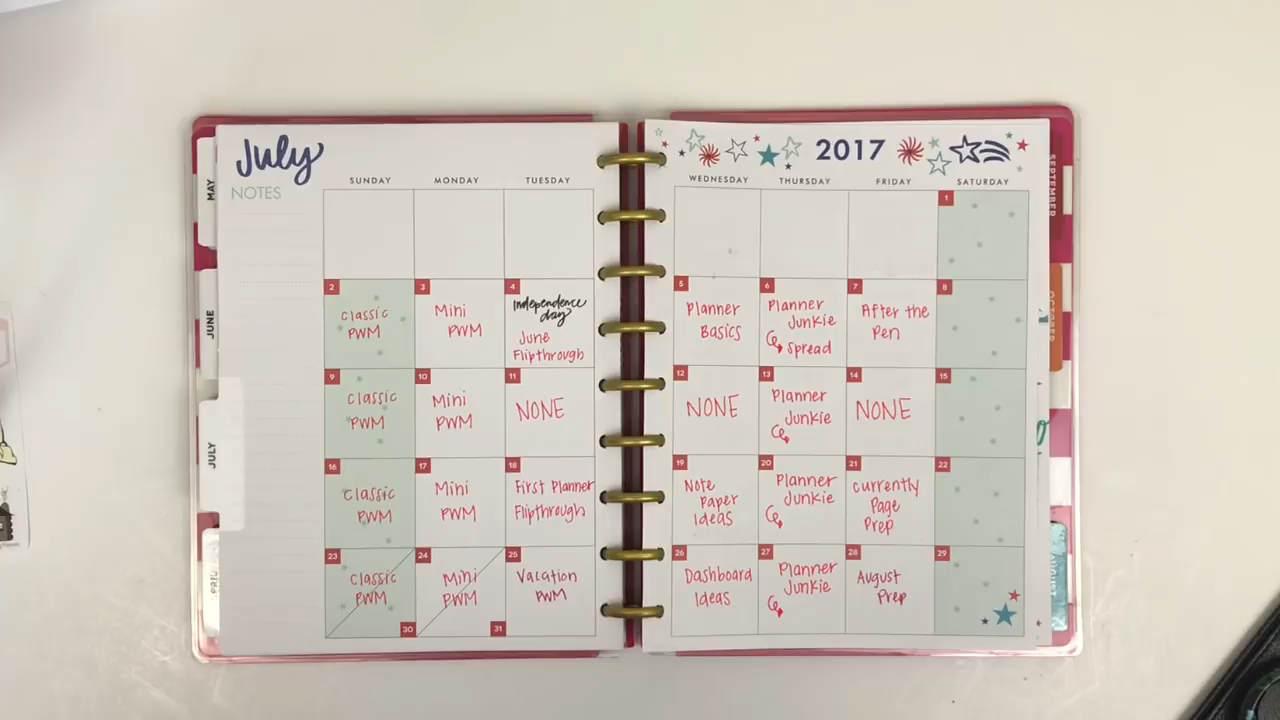 July
2017
NOTES
SUNDAY MONDAY TUESDAY WEDNESDAY THURSDAY FRIDAY SATURDAY
MAY
JUNE
JULY
SEPTEMBER
OCTOBER
1
2
classic
PWM
3
Mini
PWM
4
Independence
day
June
Flipthrough
5
Planner
Basics
6
Planner
Junkie
spread
7
After the
Pen
8
9
classic
PWM
10
Mini
PWM
11
NONE
12
NONE
13
Planner
Junkie
14
NONE
15
16
Classic
PWM
17
Mini
PWM
18
First Planner
Flipthrough
19
Note
Paper
Ideas
20
Planner
Junkie
21
Currently
Page
Prep
22
23
classic
PWM
30
24
Mini
PWM
31
25
Vacation
PWM
26
Dashboard
Ideas
27
Planner
Junkie
28
August
Prep
29